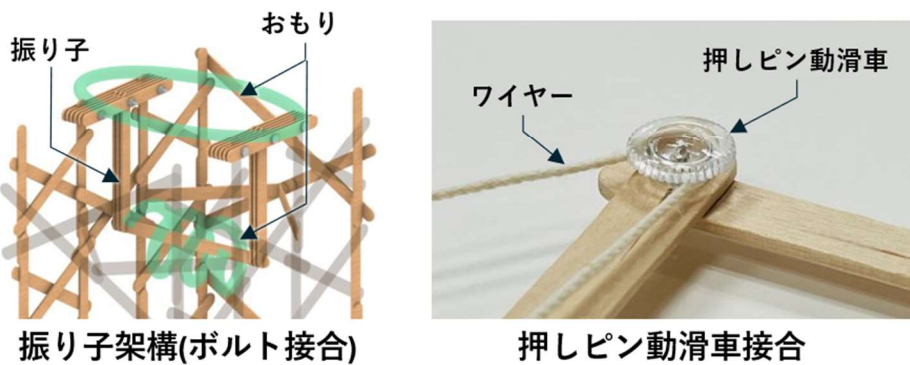 振り子
おもり
振り子架構(ボルト接合)
ワイヤー
押しピン動滑車
押しピン動滑車接合